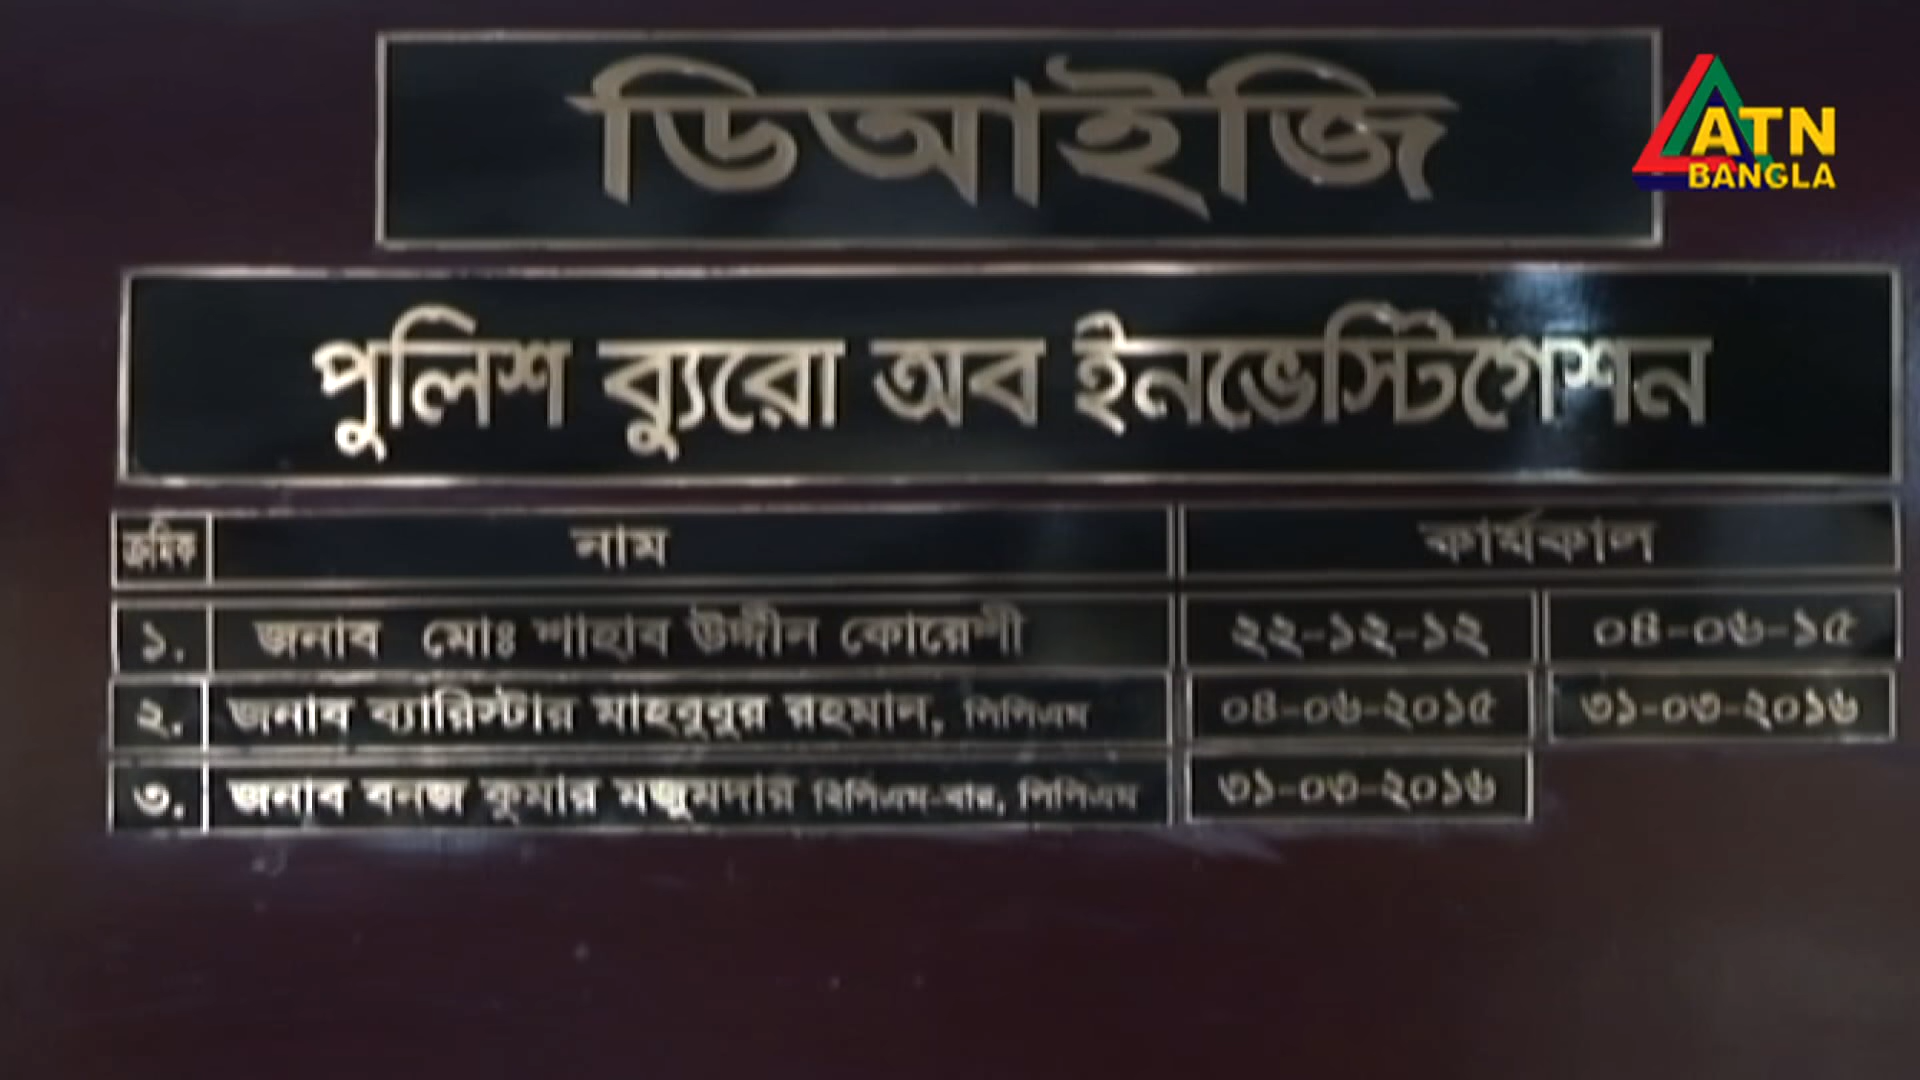 ডিআইজি
ATN
BANGLA
পুলিশ ব্যুরো অব ইনভেস্টিগেশন
ক্রমিক নাম কার্যকাল
১. জনাব মোঃ শাহাব উদ্দীন কোরেশী ২২-১২-১২ ০৪-০৬-১৫
২. জনাব ব্যারিস্টার মাহবুবুর রহমান, পিপিএম ০৪-০৬-২০১৫ ৩১-০৩-২০১৬
৩. জনাব বনজ কুমার মজুমদার বিপিএম-বার, পিপিএম ৩১-০৩-২০১৬